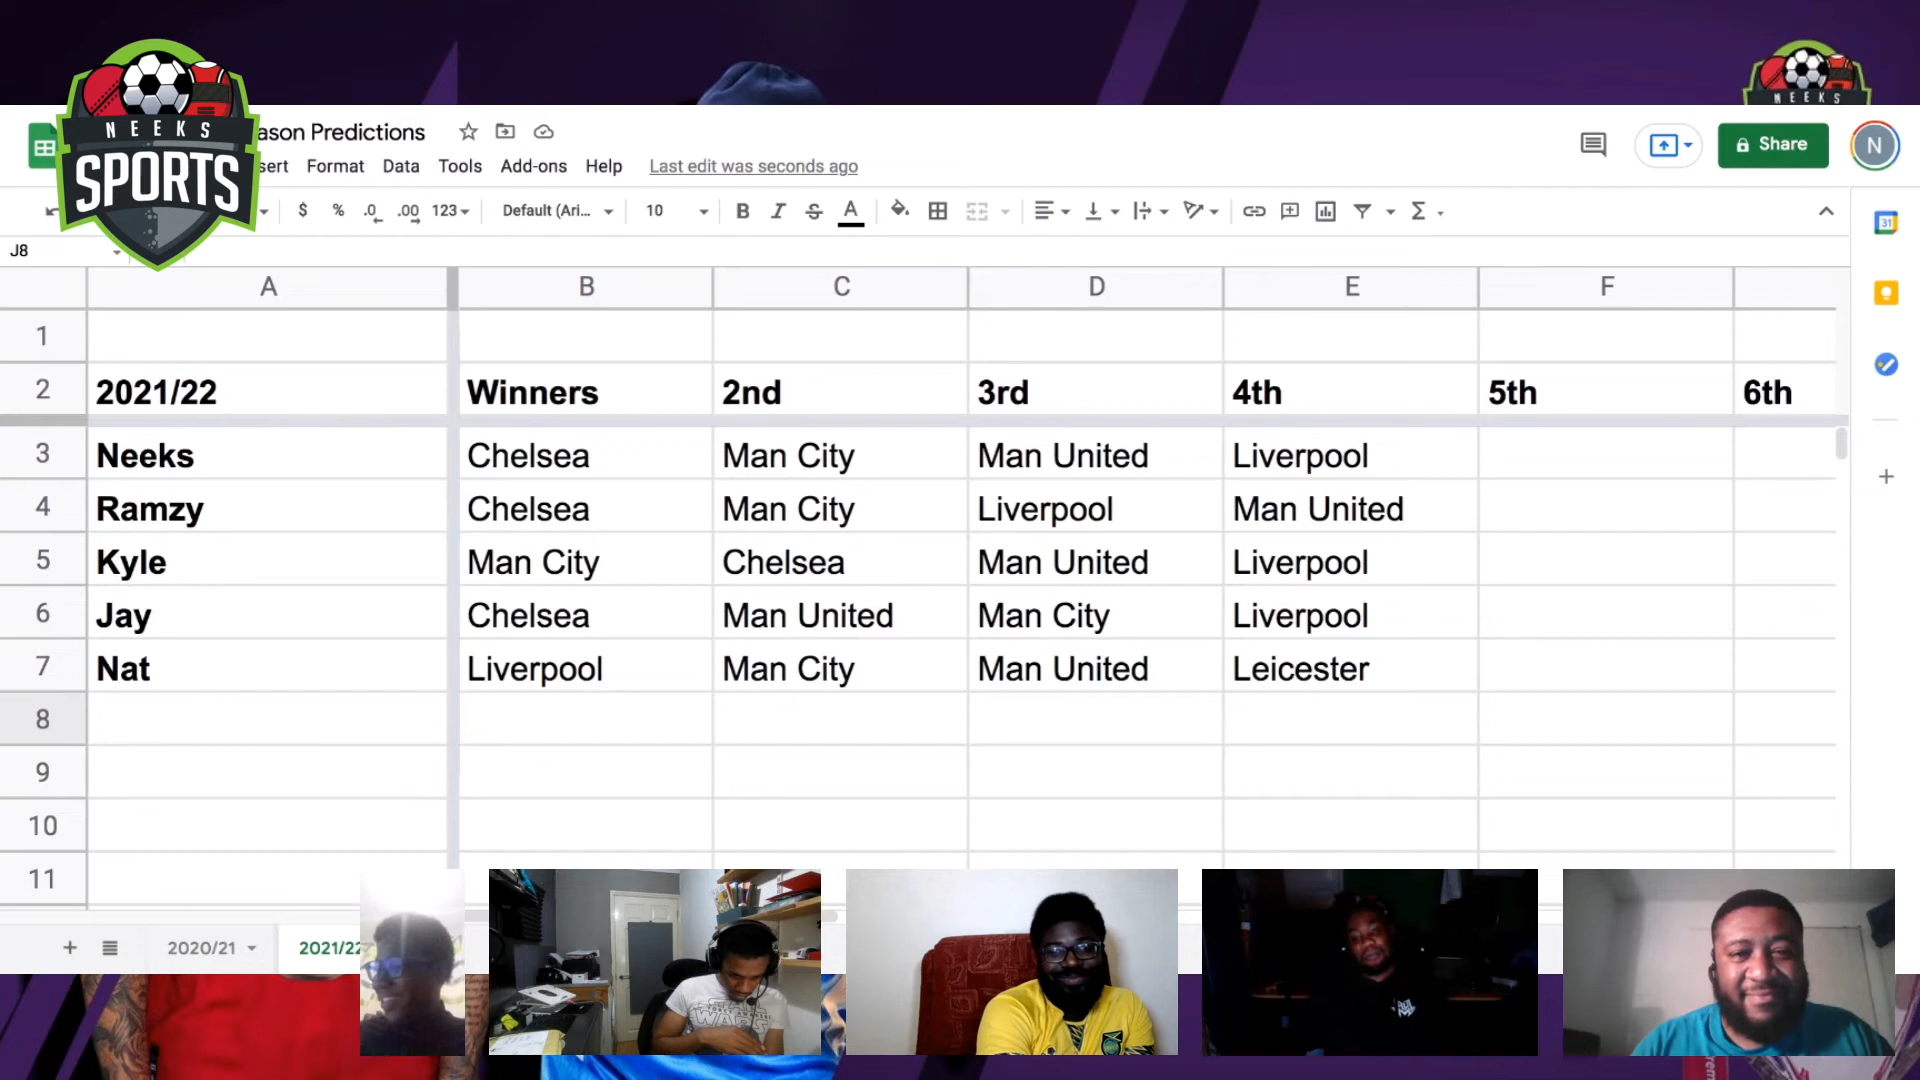 NEEKS
SPORTS
NEEKS
ason Predictions
sert Format Data Tools Add-ons Help Last edit was seconds ago
Share
N
$ % .0 .00 123 Default (Ari... 10 B I S A Σ
31
J8
A B C D E F
1
2 2021/22 Winners 2nd 3rd 4th 5th 6th
3 Neeks Chelsea Man City Man United Liverpool
4 Ramzy Chelsea Man City Liverpool Man United
5 Kyle Man City Chelsea Man United Liverpool
6 Jay Chelsea Man United Man City Liverpool
7 Nat Liverpool Man City Man United Leicester
8
9
10
11
+ 2020/21 2021/22
STAR
WARS